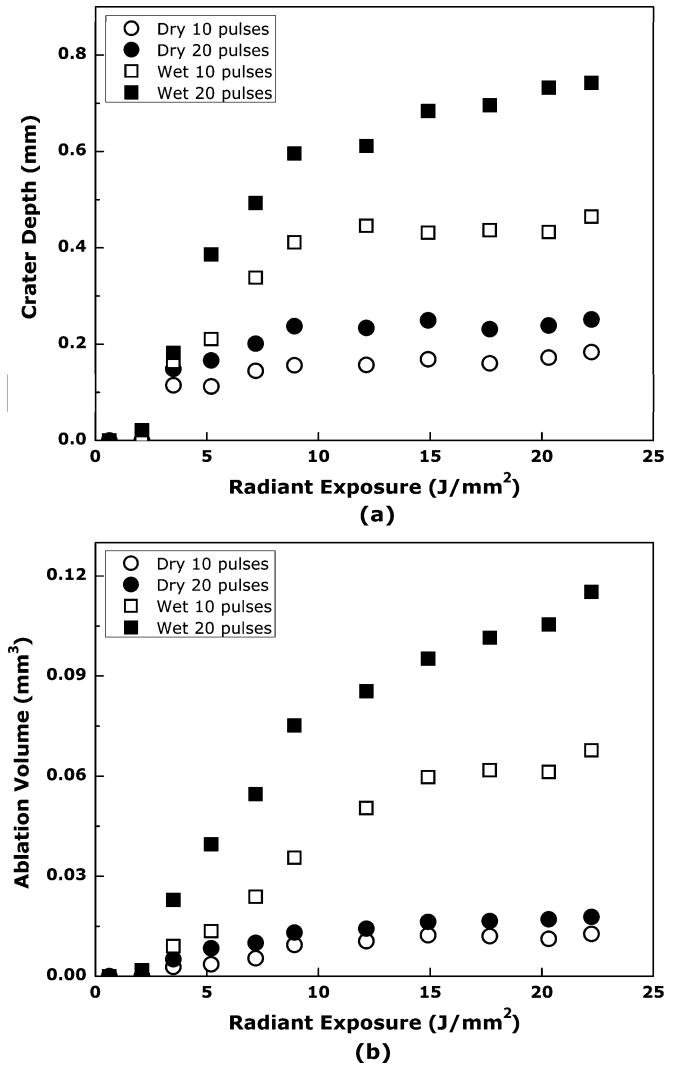 Dry 10 pulses
Dry 20 pulses
Wet 10 pulses
Wet 20 pulses
0.8
0.6
0.4
0.2
0.0
Crater Depth (mm)
0 5 10 15 20 25
Radiant Exposure (J/mm²)
(a)
Dry 10 pulses
Dry 20 pulses
Wet 10 pulses
Wet 20 pulses
0.12
0.09
0.06
0.03
0.00
Ablation Volume (mm³)
0 5 10 15 20 25
Radiant Exposure (J/mm²)
(b)